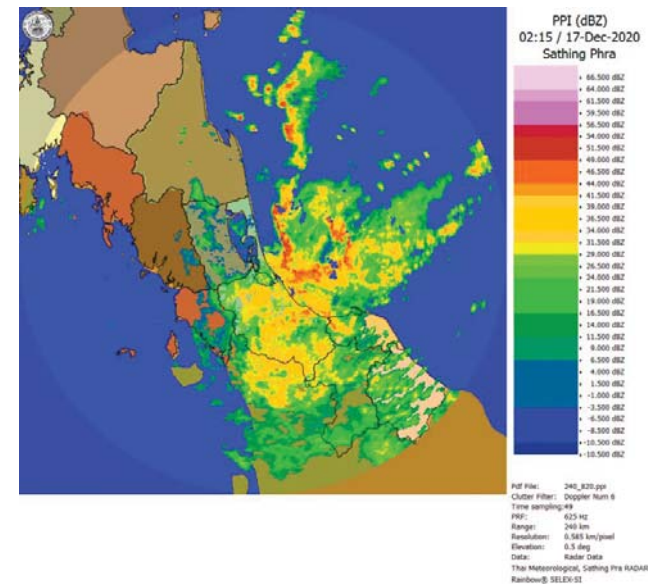 PPI (dBZ)
02:15 / 17-Dec-2020
Sathing Phra
66.500 dBZ
64.000 dBZ
61.500 dBZ
59.500 dBZ
56.500 dBZ
54.000 dBZ
51.500 dBZ
49.000 dBZ
46.500 dBZ
44.000 dBZ
41.500 dBZ
39.000 dBZ
36.500 dBZ
34.000 dBZ
31.500 dBZ
29.000 dBZ
26.500 dBZ
24.000 dBZ
21.500 dBZ
19.000 dBZ
16.500 dBZ
14.000 dBZ
11.500 dBZ
9.000 dBZ
6.500 dBZ
4.000 dBZ
1.500 dBZ
-1.000 dBZ
-3.500 dBZ
-6.500 dBZ
-8.500 dBZ
-10.500 dBZ
-10.500 dBZ
Pdf File: 240_820.ppi
Clutter Filter: Doppler Num 6
Time sampling:49
PRF: 625 Hz
Range: 240 km
Resolution: 0.585 km/pixel
Elevation: 0.5 deg
Data: Radar Data
Thai Meteorological, Sathing Phra RADAR
Rainbow® SELEX-SI